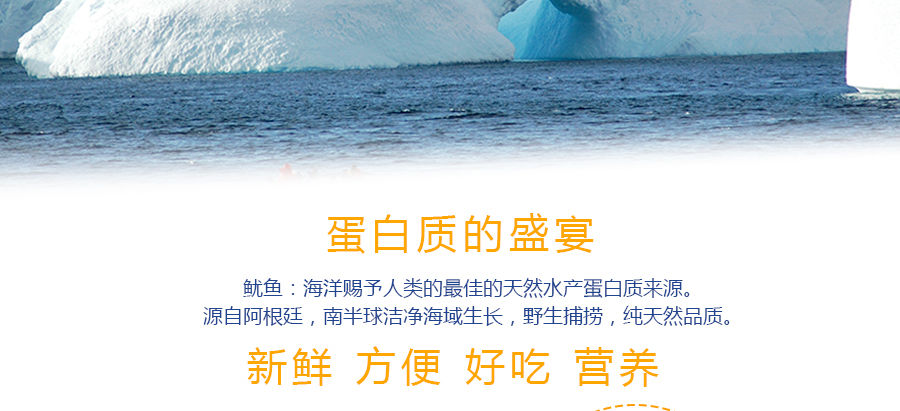 蛋白质的盛宴
鱿鱼：海洋赐予人类的最佳的天然水产蛋白质来源。
源自阿根廷，南半球洁净海域生长，野生捕捞，纯天然品质。
新鲜 方便 好吃 营养